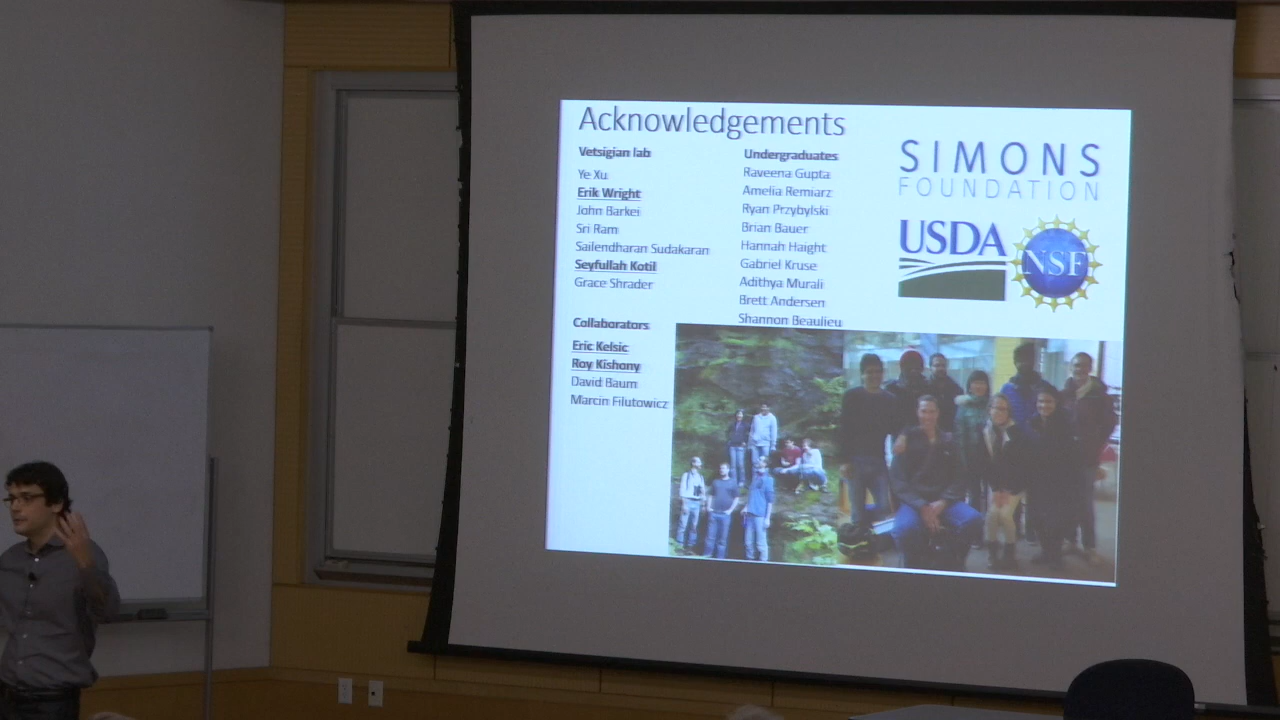 Acknowledgements
Vetsigian lab
Ye Xu
Erik Wright
John Barkei
Sri Ram
Sailendharan Sudakaran
Seyfullah Kotil
Grace Shrader
Collaborators
Eric Kelsic
Roy Kishony
David Baum
Marcin Filutowicz
Undergraduates
Raveena Gupta
Amelia Remiarz
Ryan Przybylski
Brian Bauer
Hannah Haight
Gabriel Kruse
Adithya Murali
Brett Andersen
Shannon Beaulieu
SIMONS
FOUNDATION
USDA
NSF